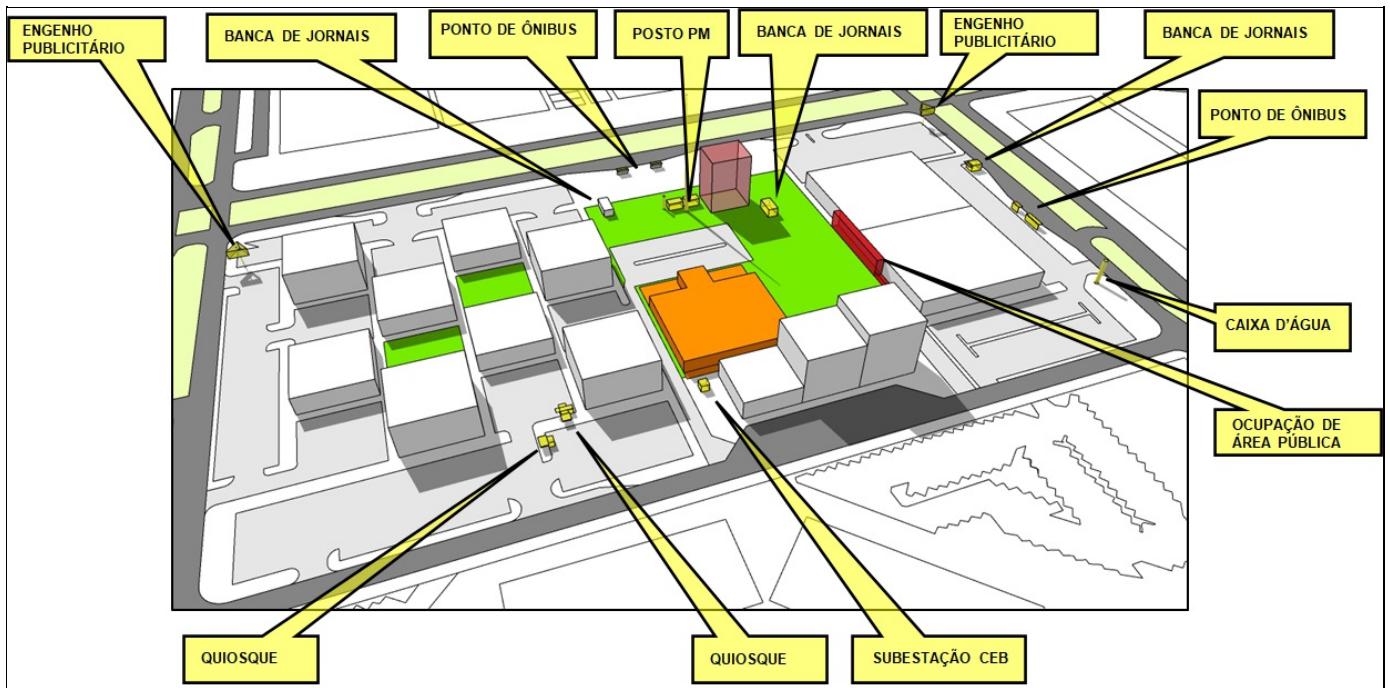 ENGENHO
PUBLICITÁRIO
BANCA DE JORNAIS
PONTO DE ÔNIBUS
POSTO PM
BANCA DE JORNAIS
ENGENHO
PUBLICITÁRIO
BANCA DE JORNAIS
PONTO DE ÔNIBUS
CAIXA D'ÁGUA
OCUPAÇÃO DE
ÁREA PÚBLICA
QUIOSQUE
QUIOSQUE
SUBESTAÇÃO CEB